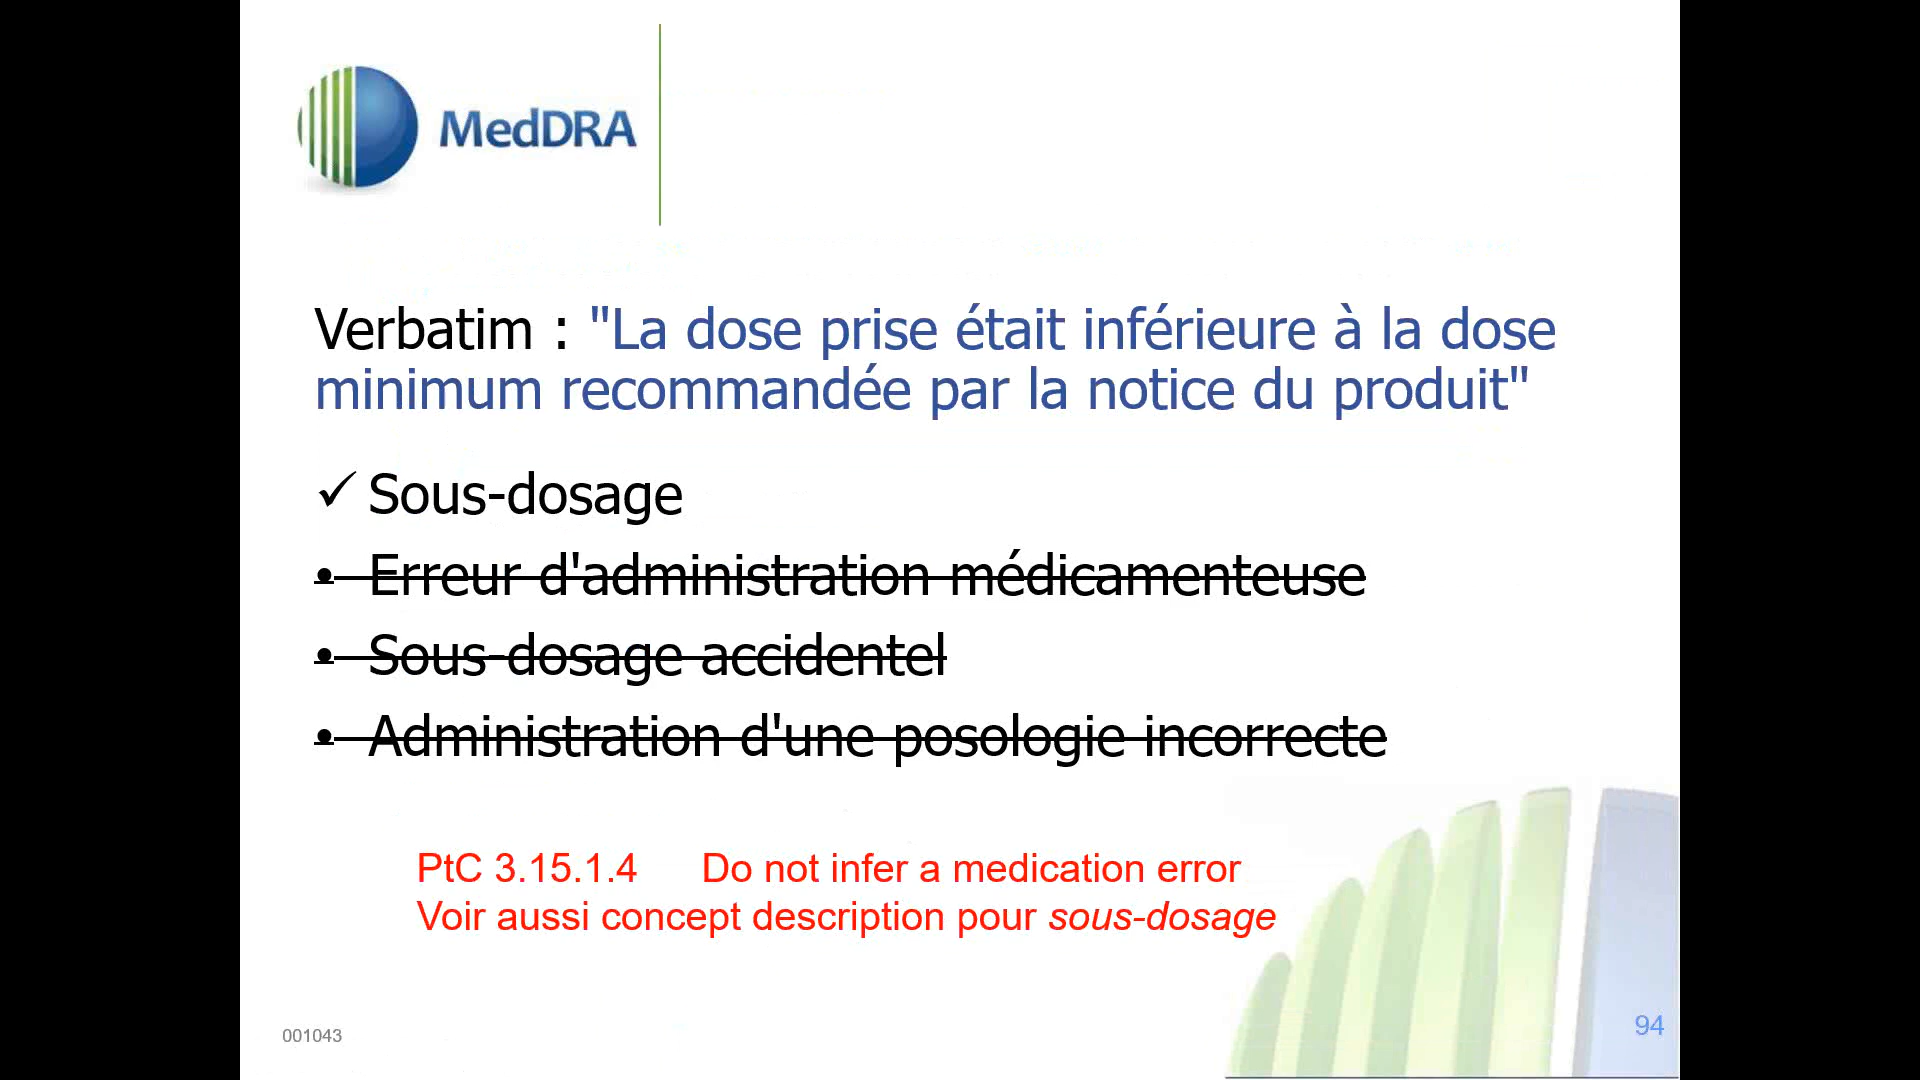 MedDRA
Verbatim : "La dose prise était inférieure à la dose
minimum recommandée par la notice du produit"
✓ Sous-dosage
• Erreur d'administration médicamenteuse
• Sous-dosage accidentel
• Administration d'une posologie incorrecte
PtC 3.15.1.4 Do not infer a medication error
Voir aussi concept description pour sous-dosage
001043
94